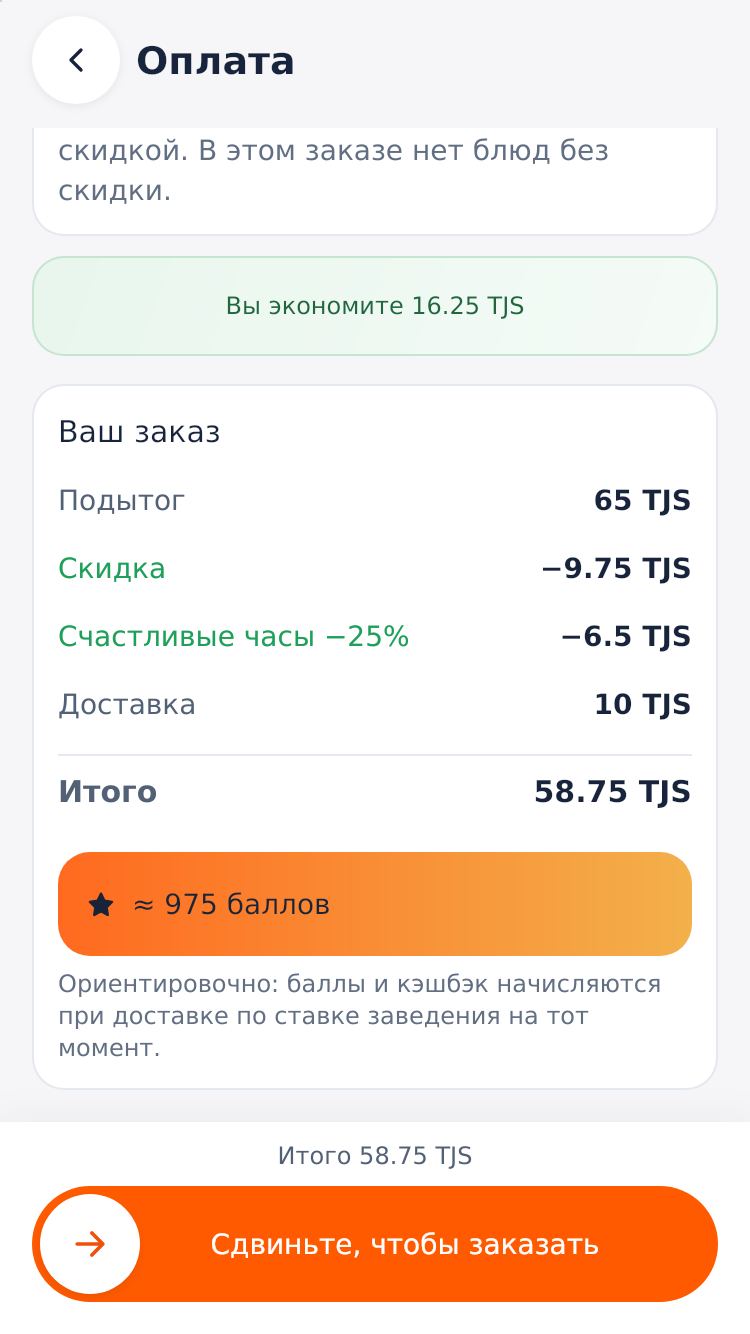 Оплата
скидкой. В этом заказе нет блюд без
скидки.
Вы экономите 16.25 TJS
Ваш заказ
Подытог 65 TJS
Скидка −9.75 TJS
Счастливые часы −25% −6.5 TJS
Доставка 10 TJS
Итого 58.75 TJS
≈ 975 баллов
Ориентировочно: баллы и кэшбэк начисляются
при доставке по ставке заведения на тот
момент.
Итого 58.75 TJS
Сдвиньте, чтобы заказать